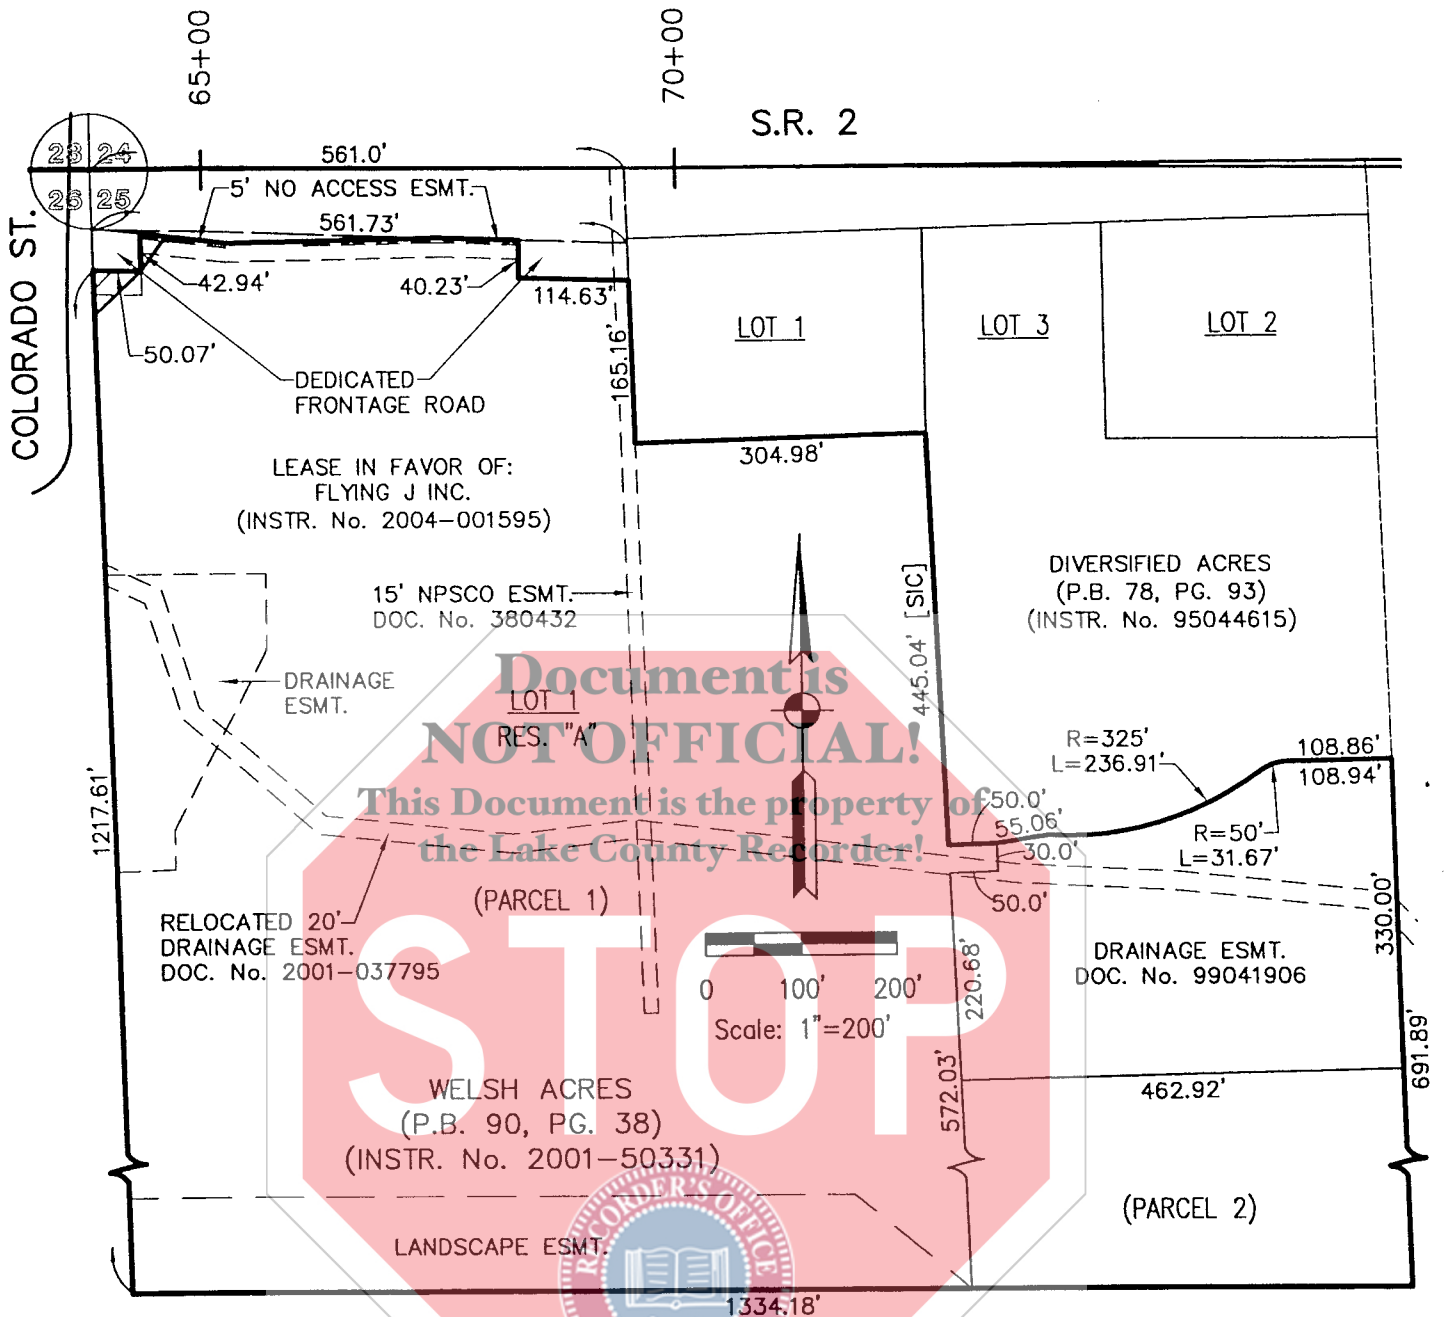 65+00
70+00
S.R. 2
23 24
26 25
561.0'
5' NO ACCESS ESMT.
561.73'
COLORADO ST.
42.94'
40.23'
114.63'
50.07'
165.16'
LOT 1
LOT 3
LOT 2
DEDICATED
FRONTAGE ROAD
304.98'
LEASE IN FAVOR OF:
FLYING J INC.
(INSTR. No. 2004-001595)
15' NPSCO ESMT.
DOC. No. 380432
445.04' [SIC]
DIVERSIFIED ACRES
(P.B. 78, PG. 93)
(INSTR. No. 95044615)
DRAINAGE
ESMT.
LOT 1
RES. "A"
Document is
NOT OFFICIAL!
This Document is the property of
the Lake County Recorder!
STOP
R=325'
L=236.91'
108.86'
108.94'
50.0'
55.06'
30.0'
R=50'
L=31.67'
50.0'
1217.61'
330.00'
(PARCEL 1)
RELOCATED 20'
DRAINAGE ESMT.
DOC. No. 2001-037795
DRAINAGE ESMT.
DOC. No. 99041906
220.68'
0 100' 200'
Scale: 1"=200'
691.89'
572.03'
462.92'
WELSH ACRES
(P.B. 90, PG. 38)
(INSTR. No. 2001-50331)
(PARCEL 2)
LANDSCAPE ESMT.
RECORDER'S OFFICE
1334.18'